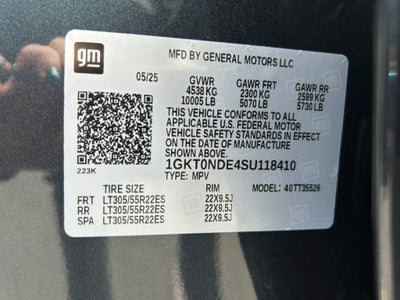 gm
MFD BY GENERAL MOTORS LLC
05/25 GVWR GAWR FRT GAWR RR
4538 KG 2300 KG 2599 KG
10005 LB 5070 LB 5730 LB
THIS VEHICLE CONFORMS TO ALL
APPLICABLE U.S. FEDERAL MOTOR
VEHICLE SAFETY STANDARDS IN EFFECT
ON THE DATE OF MANUFACTURE
1GKT0NDE4SU118410
223K TYPE: MPV MODEL: 40TT35526
TIRE SIZE RIM
FRT LT305/55R22ES 22X9.5J
RR LT305/55R22ES 22X9.5J
SPA LT305/55R22ES 22X9.5J